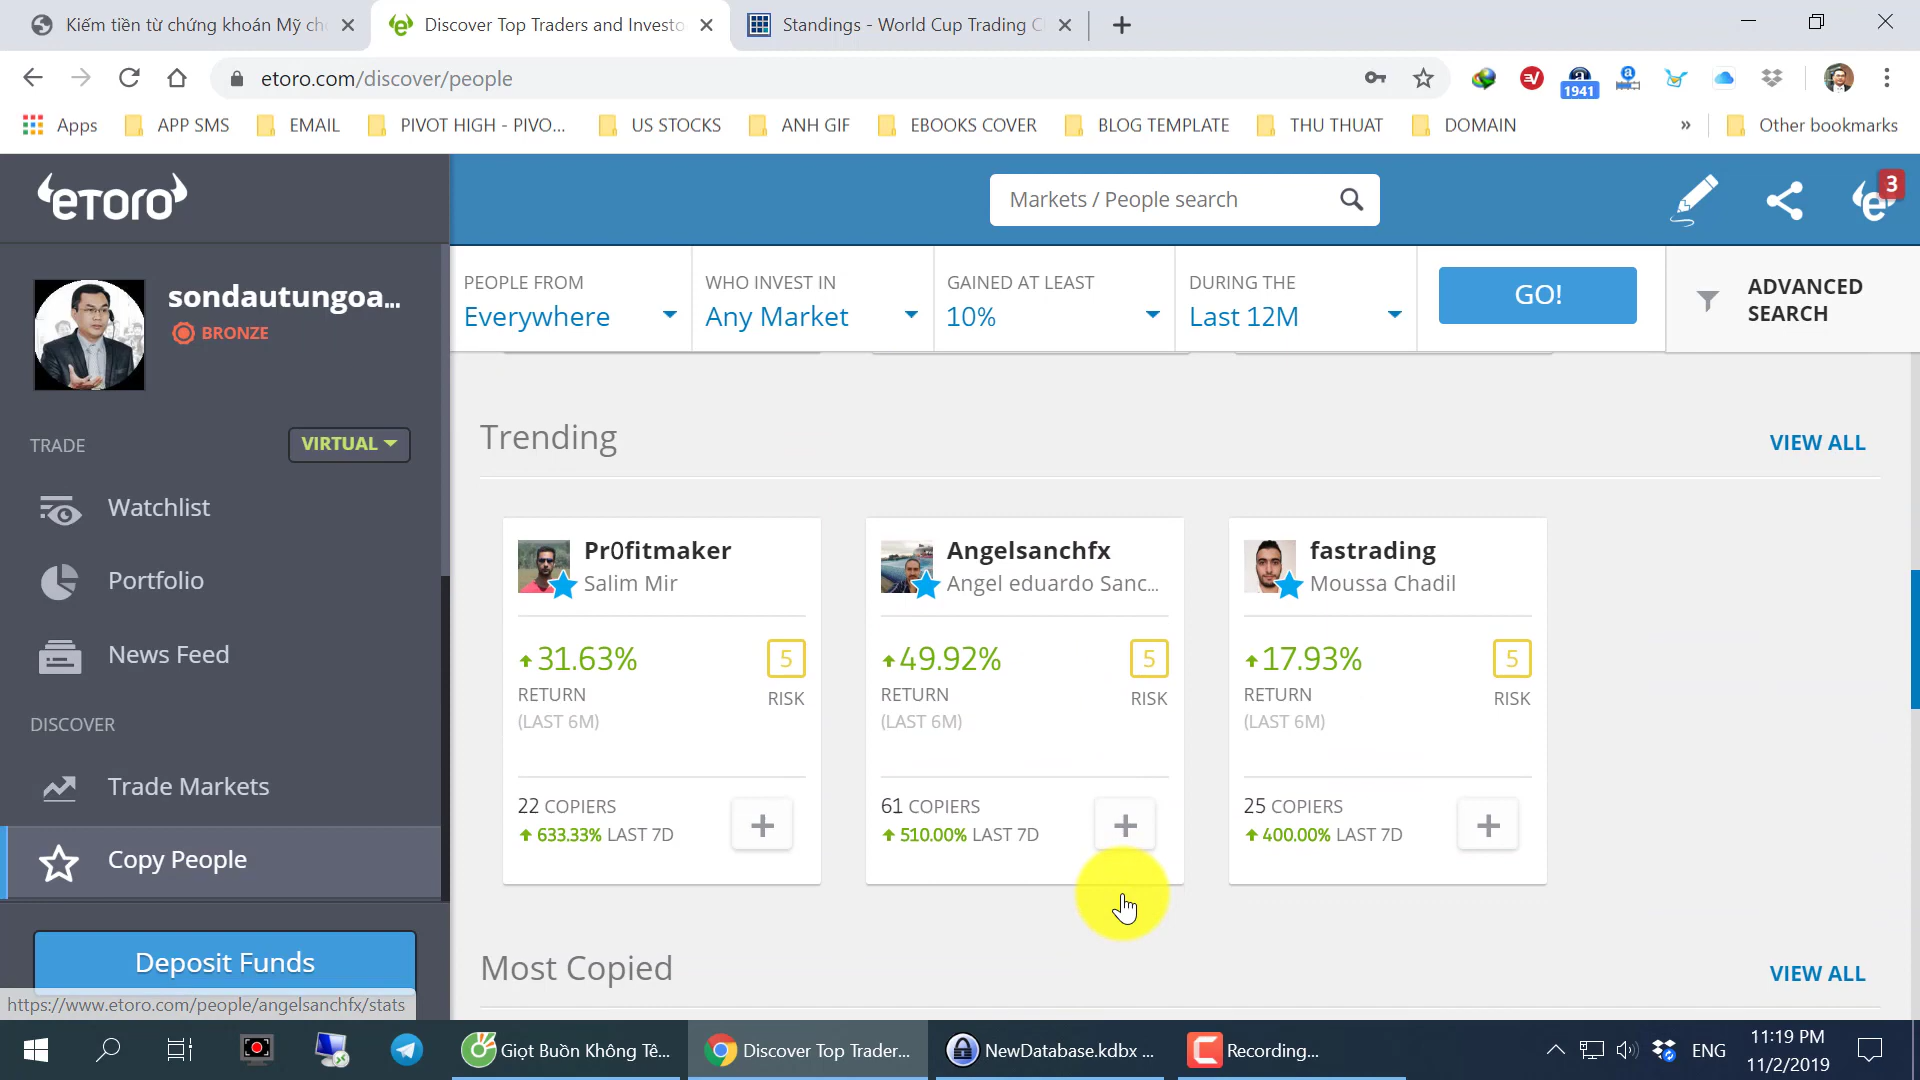 Kiếm tiền từ chứng khoán Mỹ ch
Discover Top Traders and Investo
Standings - World Cup Trading C
etoro.com/discover/people
1941
Apps
APP SMS
EMAIL
PIVOT HIGH - PIVO...
US STOCKS
ANH GIF
EBOOKS COVER
BLOG TEMPLATE
THU THUAT
DOMAIN
»
Other bookmarks
eToro
Markets / People search
3
sondautungoa...
BRONZE
PEOPLE FROM
Everywhere
WHO INVEST IN
Any Market
GAINED AT LEAST
10%
DURING THE
Last 12M
GO!
ADVANCED
SEARCH
TRADE
VIRTUAL
Watchlist
Portfolio
News Feed
DISCOVER
Trade Markets
Copy People
Deposit Funds
https://www.etoro.com/people/angelsanchfx/stats
Trending
VIEW ALL
Pr0fitmaker
Salim Mir
31.63%
RETURN
(LAST 6M)
5
RISK
22 COPIERS
633.33% LAST 7D
Angelsanchfx
Angel eduardo Sanc...
49.92%
RETURN
(LAST 6M)
5
RISK
61 COPIERS
510.00% LAST 7D
fastrading
Moussa Chadil
17.93%
RETURN
(LAST 6M)
5
RISK
25 COPIERS
400.00% LAST 7D
Most Copied
VIEW ALL
Giọt Buồn Không Tê...
Discover Top Trader...
NewDatabase.kdbx ...
Recording...
ENG
11:19 PM
11/2/2019